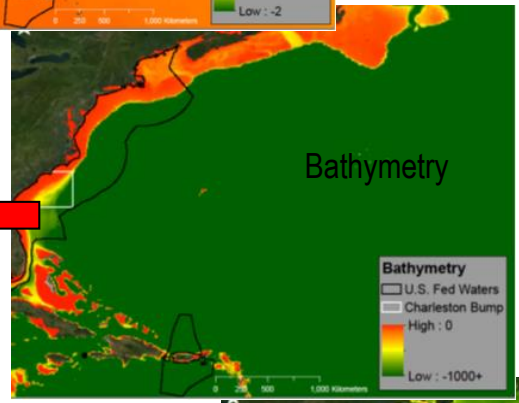 0 250 500 1,000 Kilometers
Low : -2
Bathymetry
Bathymetry
U.S. Fed Waters
Charleston Bump
High : 0
Low : -1000+
0 250 500 1,000 Kilometers